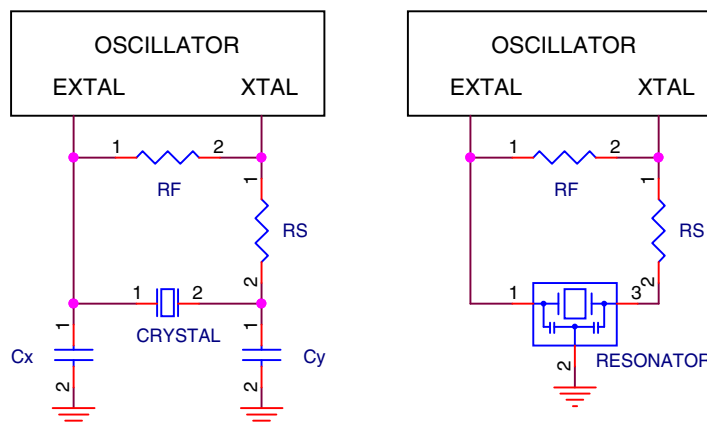 OSCILLATOR
EXTAL XTAL
1 2
RF
1
RS
2
1 2
CRYSTAL
1
Cx
2
1
Cy
2
OSCILLATOR
EXTAL XTAL
1 2
RF
1
RS
2
1 3
2
RESONATOR